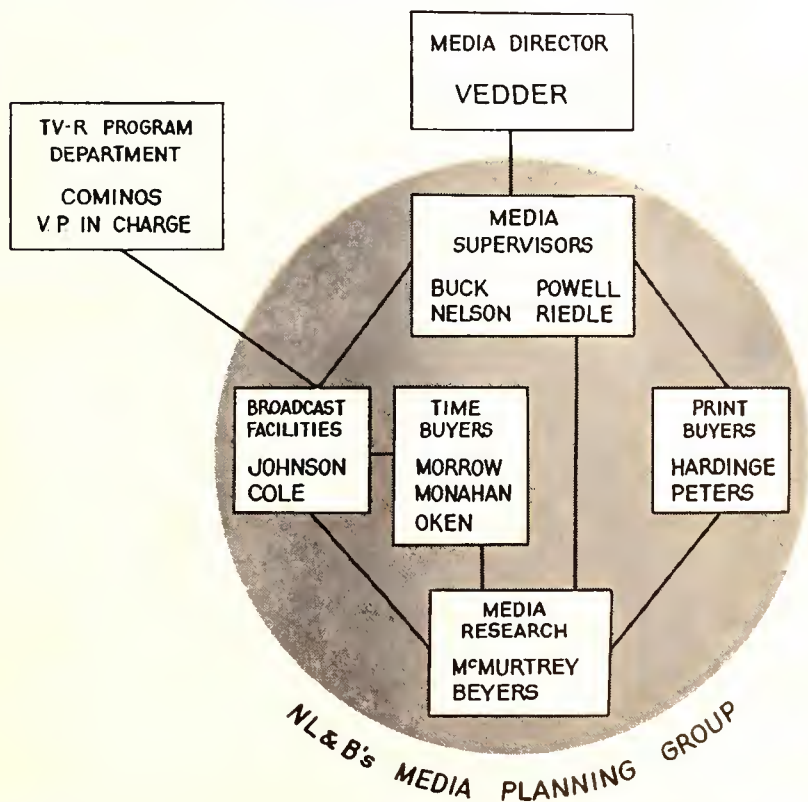 MEDIA DIRECTOR
VEDDER
TV-R PROGRAM
DEPARTMENT
COMINOS
V.P IN CHARGE
MEDIA
SUPERVISORS
BUCK POWELL
NELSON RIEDLE
BROADCAST
FACILITIES
JOHNSON
COLE
TIME
BUYERS
MORROW
MONAHAN
OKEN
PRINT
BUYERS
HARDINGE
PETERS
MEDIA
RESEARCH
McMURTREY
BEYERS
NL&B's MEDIA PLANNING GROUP